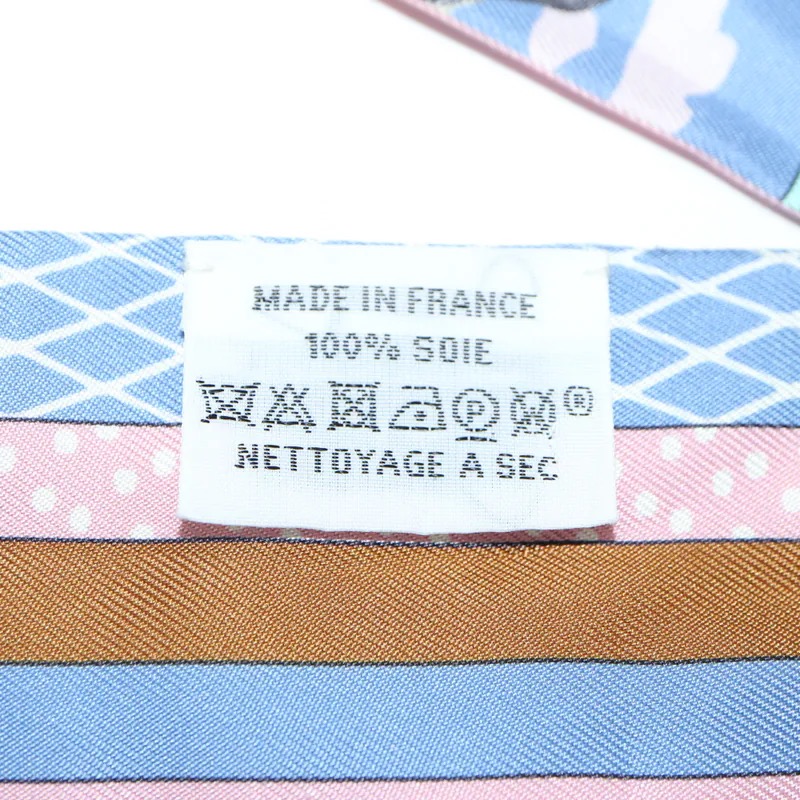 MADE IN FRANCE
100% SOIE
P ®
NETTOYAGE A SEC